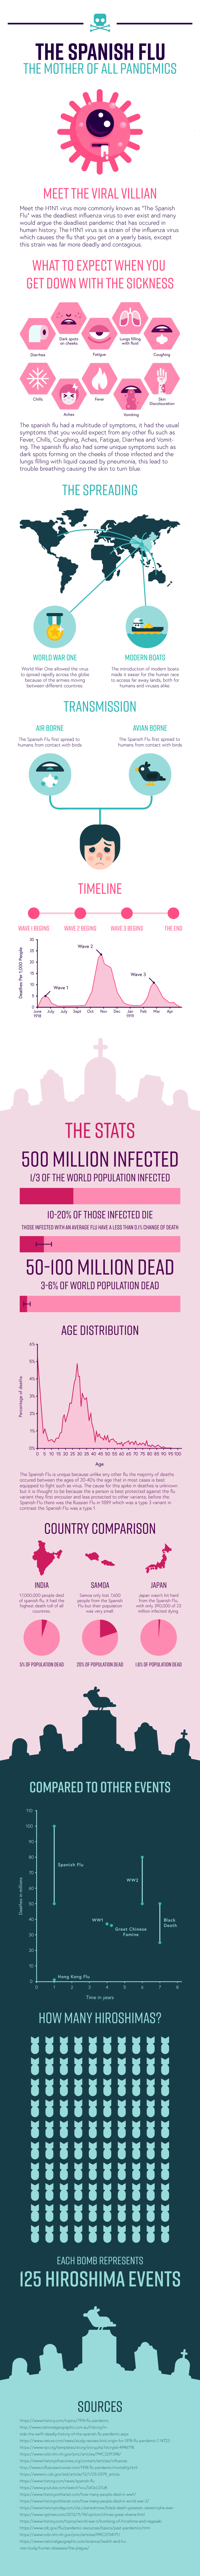 THE SPANISH FLU
THE MOTHER OF ALL PANDEMICS
MEET THE VIRAL VILLIAN
Meet the H1N1 virus more commonly known as "The Spanish
Flu" was the deadliest influenza virus to ever exist and many
would argue the deadliest pandemic that has occured in
human history. The H1N1 virus is a strain of the influenza virus
which causes the flu that you get on a yearly basis, except
this strain was far more deadly and contagious.
WHAT TO EXPECT WHEN YOU
GET DOWN WITH THE SICKNESS
Diarrhea
Dark spots
on cheeks
Fatigue
Lungs filling
with fluid
Coughing
Chills
Aches
Fever
Vomiting
Skin
Discolouration
The spanish flu had a multitude of symptoms, it had the usual
symptoms that you would expect from any other flu such as
Fever, Chills, Coughing, Aches, Fatigue, Diarrhea and Vomit-
ing. The spanish flu also had some unique symptoms such as
dark spots forming on the cheeks of those infected and the
lungs filling with liquid caused by pneumonia, this lead to
trouble breathing causing the skin to turn blue.
THE SPREADING
WORLD WAR ONE
World War One allowed the virus
to spread rapidly across the globe
because of the armies moving
between different countries.
MODERN BOATS
The introduction of modern boats
made it easier for the human race
to access far away lands, both for
humans and viruses alike.
TRANSMISSION
AIR BORNE
The Spanish Flu first spread to
humans from contact with birds
AVIAN BORNE
The Spanish Flu first spread to
humans from contact with birds
TIMELINE
WAVE 1 BEGINS
WAVE 2 BEGINS
WAVE 3 BEGINS
THE END
Deathes Per 1,000 People
30
25
20
15
10
5
0
Wave 1
Wave 2
Wave 3
June
1918
July
July
Sept
Oct
Nov
Dec
Jan
1919
Feb
Mar
Apr
THE STATS
500 MILLION INFECTED
1/3 OF THE WORLD POPULATION INFECTED
10-20% OF THOSE INFECTED DIE
THOSE INFECTED WITH AN AVERAGE FLU HAVE A LESS THAN 0.1% CHANGE OF DEATH
50-100 MILLION DEAD
3-6% OF WORLD POPULATION DEAD
AGE DISTRIBUTION
Percentage of deaths
6%
5%
4%
3%
2%
1%
0%
0 5 10 15 20 25 30 35 40 45 50 55 60 65 70 75 80 85 90 95 100
Age
The Spanish Flu is unique because unlike any other flu the majority of deaths
occured between the ages of 20-40's the age that in most cases is best
equipped to fight such as virus. The cause of this is unknown
but it is thought to be because the a person is best protected against the flu
variant they first encouter and less protected to other variants, before the
Spanish Flu there was the Russian Flu in 1889 which was a type 3 variant in
contrast the Spanish Flu was a type 1.
COUNTRY COMPARISON
INDIA
17,000,000 people died
of spanish flu, it had the
highest death toll of all
countries.
5% OF POPULATION DEAD
SAMOA
Samoa only lost 7,600
people from the Spanish
Flu but their population
was very small.
20% OF POPULATION DEAD
JAPAN
Japan wasn't hit hard
from the Spanish Flu,
with only 390,000 of 23
million infected dying.
COMPARED TO OTHER EVENTS
Deathes in millions
110
100
90
80
70
60
50
40
30
20
10
0
Spanish Flu
WW2
WW1
Great Chinese
Famine
Black
Death
Hong Kong Flu
0 1 2 3 4 5 6 7 8
Time in years
HOW MANY HIROSHIMAS?
EACH BOMB REPRESENTS
125 HIROSHIMA EVENTS
SOURCES